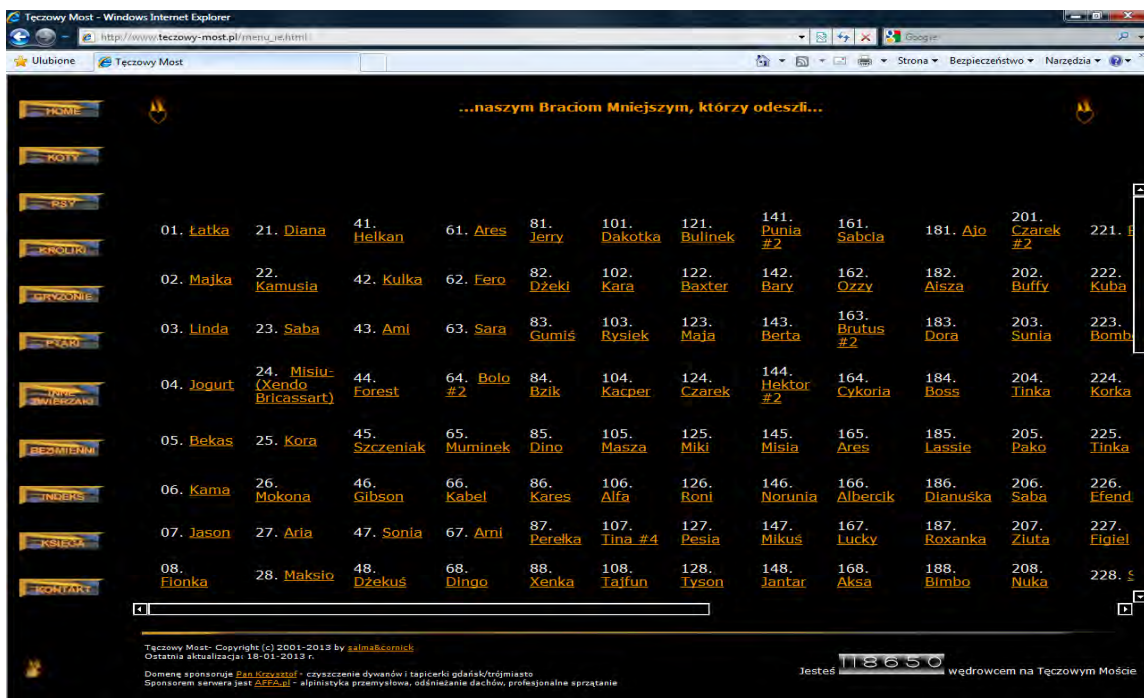 Tęczowy Most - Windows Internet Explorer
http://www.teczowy-most.pl/menu_ie.html
Google
Ulubione
Tęczowy Most
Strona
Bezpieczeństwo
Narzędzia
...naszym Braciom Mniejszym, którzy odeszli...
HOME
KOTY
PSY
KRÓLIKI
GRYZONIE
PTAKI
INNE
ZWIERZAKI
BEZIMIENNI
INDEKS
KSIĘGA
KONTAKT
01. Łatka 21. Diana 41. Helkan 61. Ares 81. Jerry 101. Dakotka 121. Bulinek 141. Punia #2 161. Sabcia 181. Ajo 201. Czarek #2 221.
02. Majka 22. Kamusia 42. Kulka 62. Fero 82. Dżeki 102. Kara 122. Baxter 142. Bary 162. Ozzy 182. Aisza 202. Buffy 222. Kuba
03. Linda 23. Saba 43. Ami 63. Sara 83. Gumiś 103. Rysiek 123. Maja 143. Berta 163. Brutus #2 183. Dora 203. Sunia 223. Bomb
04. Jogurt 24. Misiu-(Xendo Bricassart) 44. Forest 64. Bolo #2 84. Bzik 104. Kacper 124. Czarek 144. Hektor #2 164. Cykoria 184. Boss 204. Tinka 224. Korka
05. Bekas 25. Kora 45. Szczeniak 65. Muminek 85. Dino 105. Masza 125. Miki 145. Misia 165. Ares 185. Lassie 205. Pako 225. Tinka
06. Kama 26. Mokona 46. Gibson 66. Kabel 86. Kares 106. Alfa 126. Roni 146. Norunia 166. Albercik 186. Dianuśka 206. Saba 226. Efend
07. Jason 27. Aria 47. Sonia 67. Ami 87. Perełka 107. Tina #4 127. Pesia 147. Mikuś 167. Lucky 187. Roxanka 207. Ziuta 227. Figiel
08. Fionka 28. Maksio 48. Dżekuś 68. Dingo 88. Xenka 108. Tajfun 128. Tyson 148. Jantar 168. Aksa 188. Bimbo 208. Nuka 228.
Tęczowy Most- Copyright (c) 2001-2013 by salma&cornick
Ostatnia aktualizacja: 18-01-2013 r.
Domenę sponsoruje Pan Krzysztof - czyszczenie dywanów i tapicerki gdańsk/trójmiasto
Sponsorem serwera jest AFFA.pl - alpinistyka przemysłowa, odśnieżanie dachów, profesjonalne sprzątanie
Jesteś 118650 wędrowcem na Tęczowym Moście